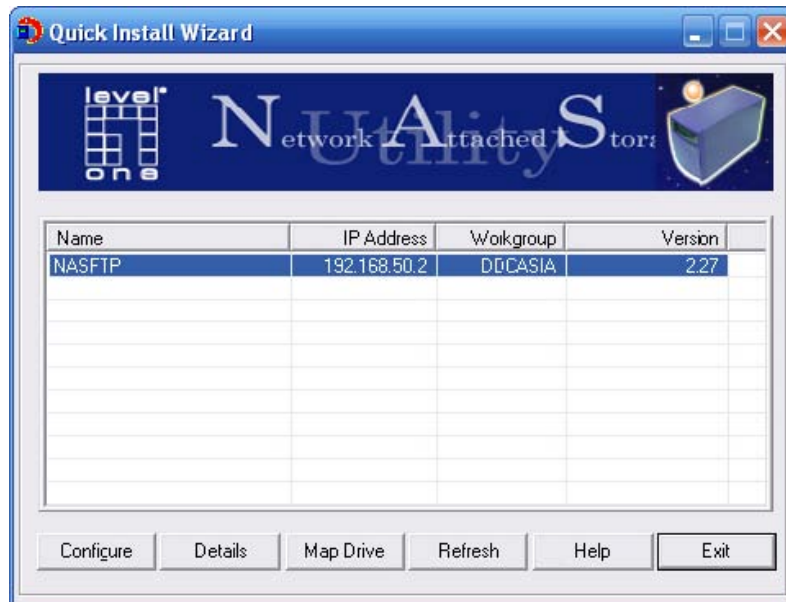 Quick Install Wizard
level one
Network Attached Stora
Utility
Name IP Address Workgroup Version
NASFTP 192.168.50.2 DDCASIA 2.27
Configure Details Map Drive Refresh Help Exit